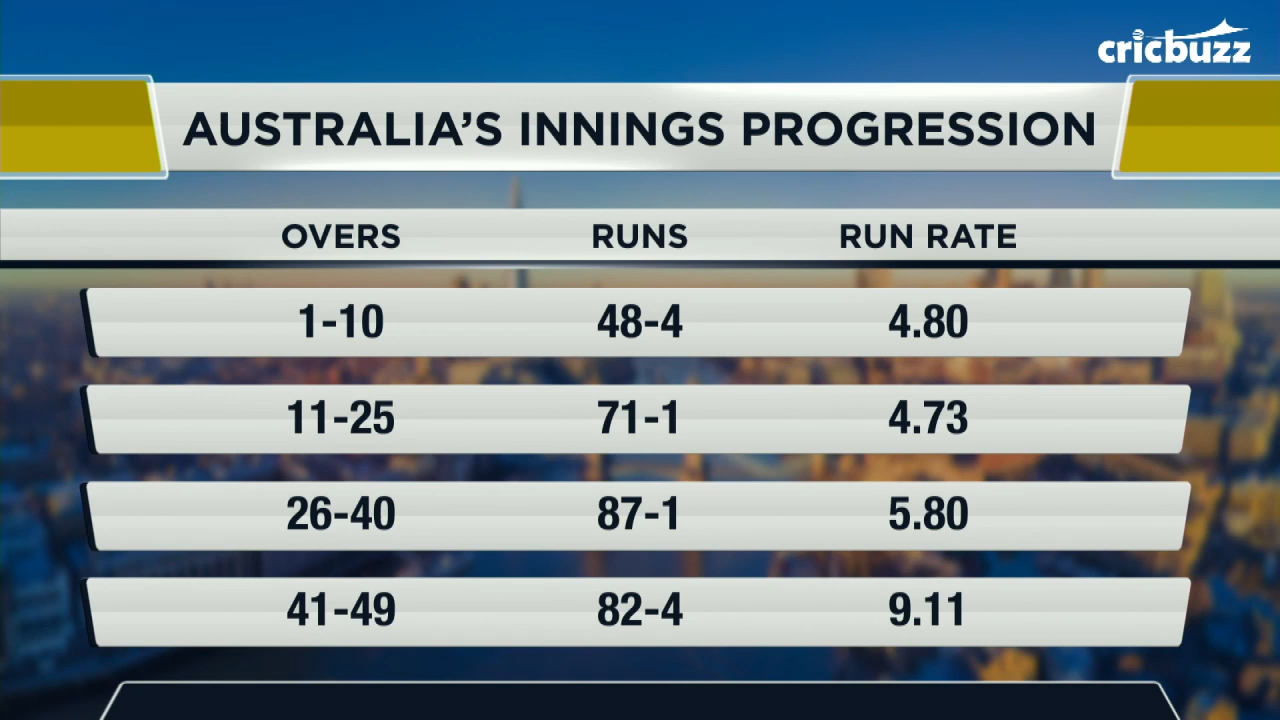 cricbuzz
AUSTRALIA'S INNINGS PROGRESSION
OVERS RUNS RUN RATE
1-10 48-4 4.80
11-25 71-1 4.73
26-40 87-1 5.80
41-49 82-4 9.11